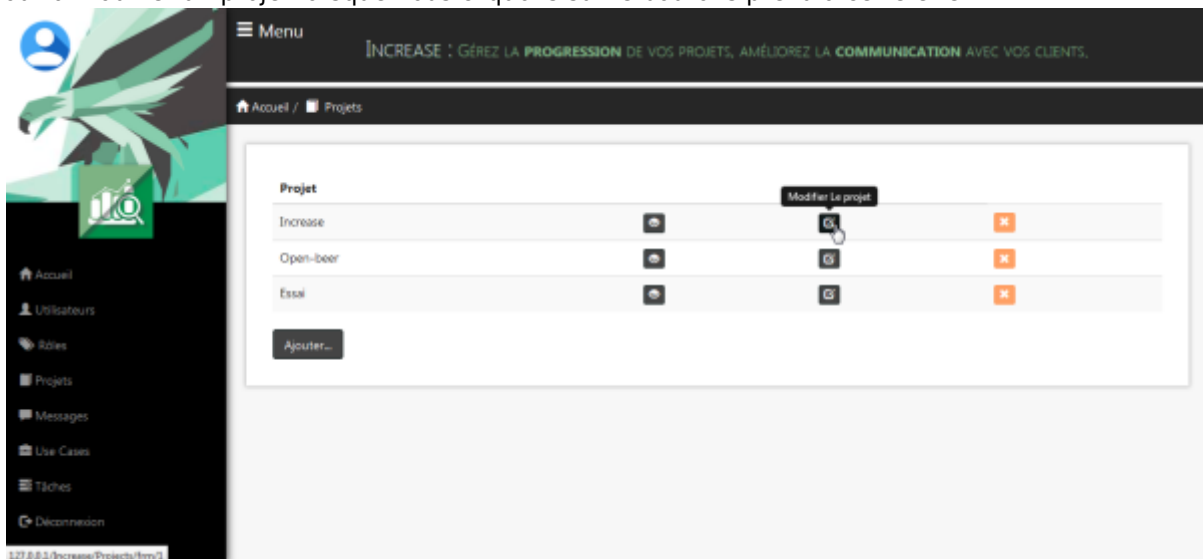 Menu
INCREASE : GÉREZ LA PROGRESSION DE VOS PROJETS, AMÉLIOREZ LA COMMUNICATION AVEC VOS CLIENTS.
Accueil / Projets
Projet
Modifier Le projet
Increase
Open-beer
Essai
Ajouter...
Accueil
Utilisateurs
Rôles
Projets
Messages
Use Cases
Tâches
Déconnexion
127.0.0.1/Increase/Projects/frm/1